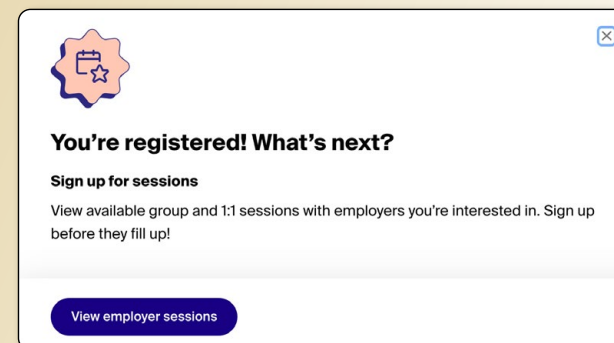 You’re registered! What’s next?
Sign up for sessions
View available group and 1:1 sessions with employers you’re interested in. Sign up
before they fill up!
View employer sessions